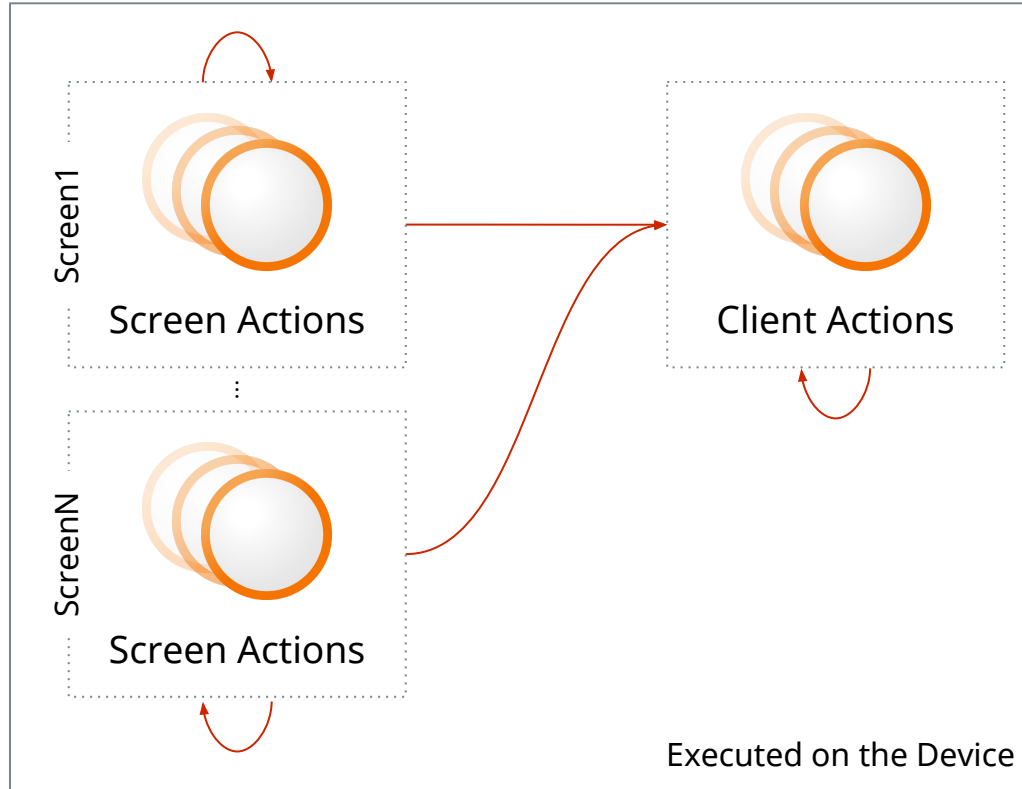 Screen1
Screen Actions
Client Actions
ScreenN
Screen Actions
Executed on the Device